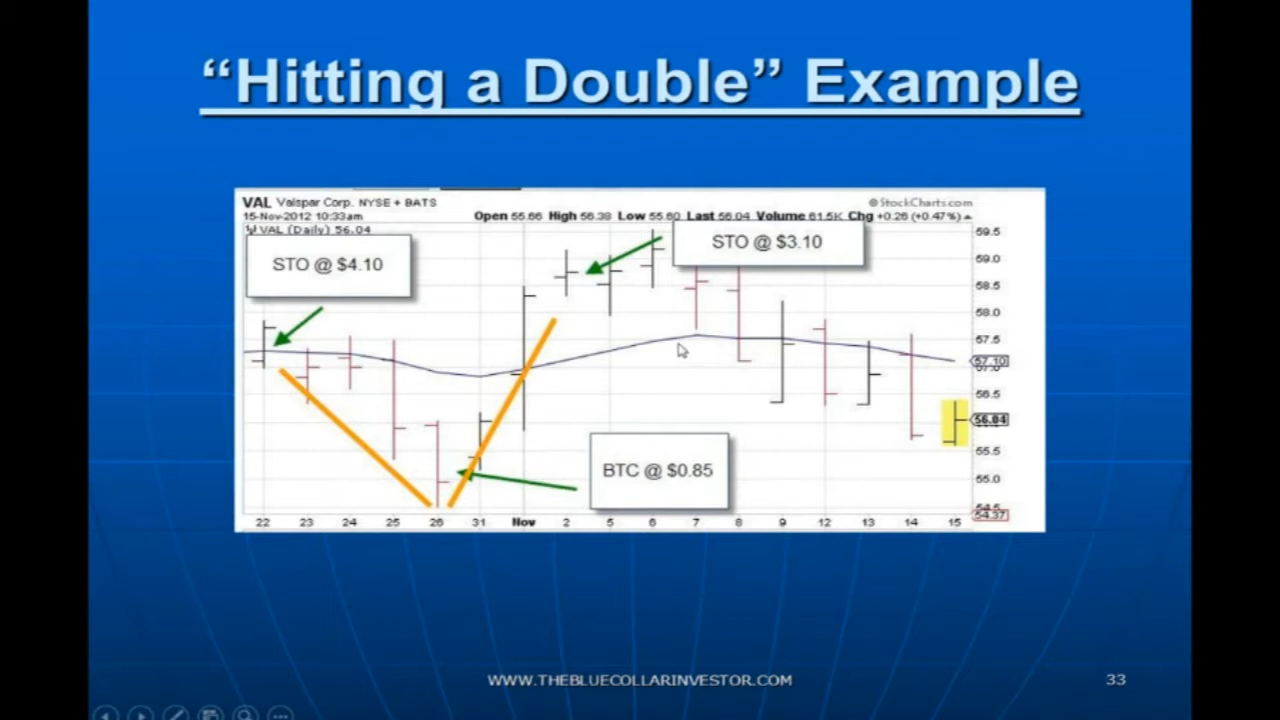 “Hitting a Double” Example
VAL Valspar Corp. NYSE + BATS
© StockCharts.com
15-Nov-2012 10:33am
Open 55.66 High 56.38 Low 55.60 Last 56.04 Volume 61.5K Chg +0.26 (+0.47%)
VAL (Daily) 56.04
STO @ $4.10
STO @ $3.10
BTC @ $0.85
59.5
59.0
58.5
58.0
57.5
57.10
57.0
56.5
56.04
55.5
55.0
54.5
54.37
22 23 24 25 26 31 Nov 2 5 6 7 8 9 12 13 14 15
WWW.THEBLUECOLLARINVESTOR.COM
33